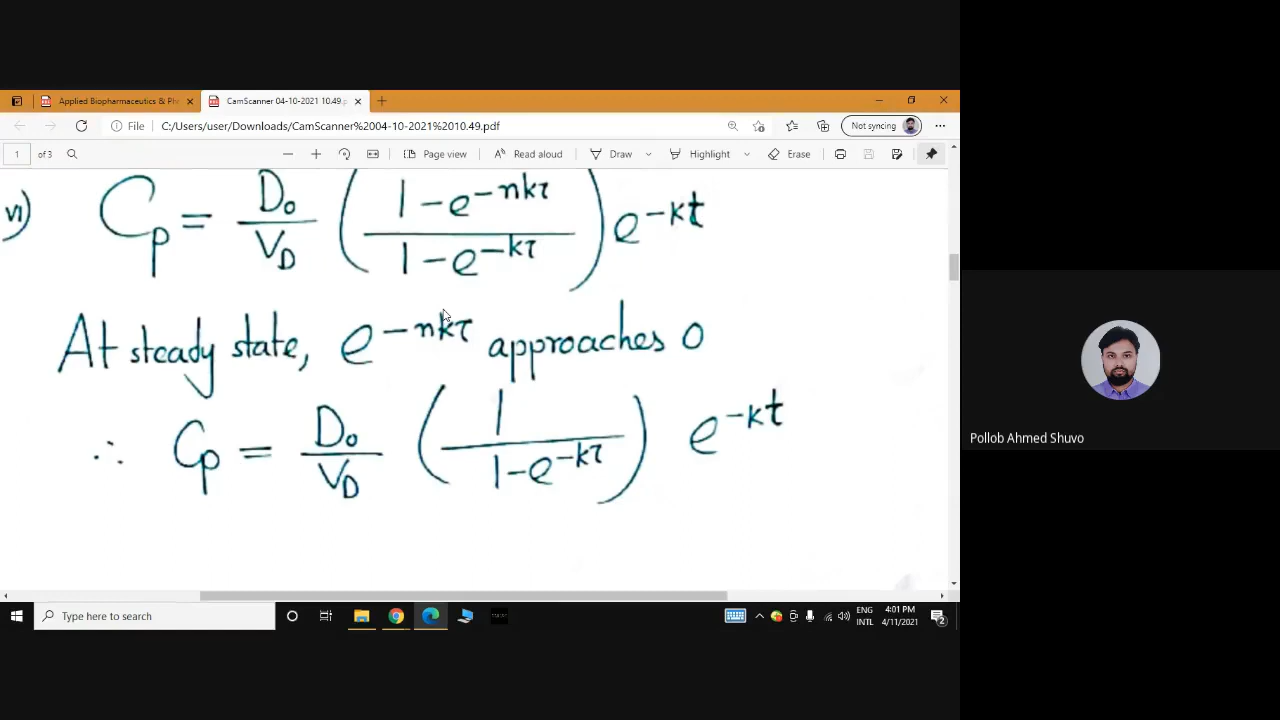 Applied Biopharmaceutics & Ph
CamScanner 04-10-2021 10.49.p
File
C:/Users/user/Downloads/CamScanner%2004-10-2021%2010.49.pdf
Not syncing
1 of 3
Page view
Read aloud
Draw
Highlight
Erase
vi) Cp = D₀/V_D ((1-e^-nkτ)/(1-e^-kτ)) e^-kt
At steady state, e^-nkτ approaches 0
∴ Cp = D₀/V_D (1/(1-e^-kτ)) e^-kt
Pollob Ahmed Shuvo
Type here to search
ENG
INTL
4:01 PM
4/11/2021
2